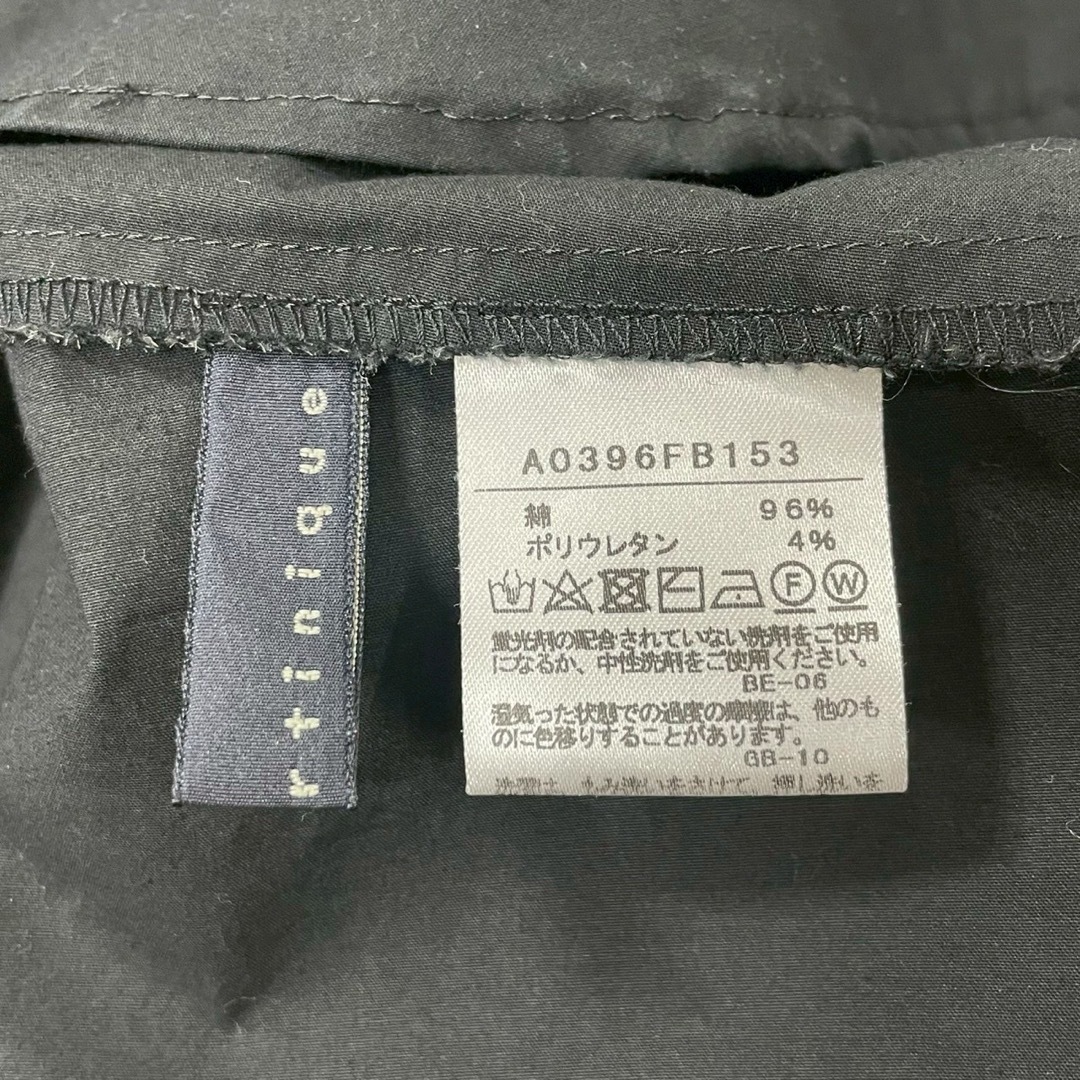 rtinique
A0396FB153
綿 96%
ポリウレタン 4%
F W
蛍光剤の配合されていない洗剤をご使用
になるか、中性洗剤をご使用ください。
BE-06
湿気った状態での過度の摩擦は、他のも
のに色移りすることがあります。
GB-10